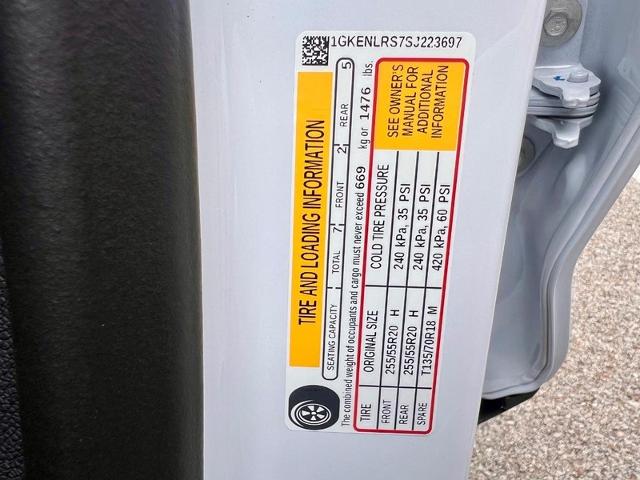 1GKENLRS7SJ223697
TIRE AND LOADING INFORMATION
SEATING CAPACITY TOTAL 7 FRONT 2 REAR 5
The combined weight of occupants and cargo must never exceed 669 kg or 1476 lbs.
TIRE ORIGINAL SIZE COLD TIRE PRESSURE
FRONT 255/55R20 H 240 kPa, 35 PSI
REAR 255/55R20 H 240 kPa, 35 PSI
SPARE T135/70R18 M 420 kPa, 60 PSI
SEE OWNER'S
MANUAL FOR
ADDITIONAL
INFORMATION